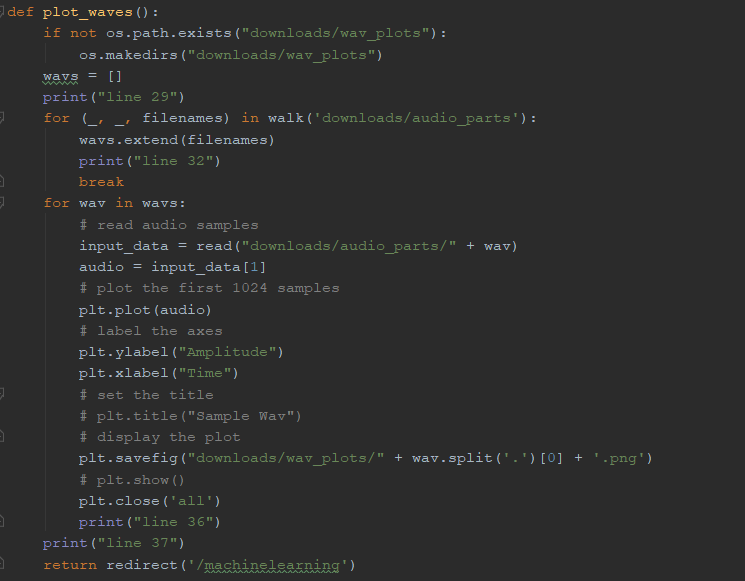 def plot_waves():
    if not os.path.exists("downloads/wav_plots"):
        os.makedirs("downloads/wav_plots")
    wavs = []
    print("line 29")
    for (_, _, filenames) in walk('downloads/audio_parts'):
        wavs.extend(filenames)
        print("line 32")
        break
    for wav in wavs:
        # read audio samples
        input_data = read("downloads/audio_parts/" + wav)
        audio = input_data[1]
        # plot the first 1024 samples
        plt.plot(audio)
        # label the axes
        plt.ylabel("Amplitude")
        plt.xlabel("Time")
        # set the title
        # plt.title("Sample Wav")
        # display the plot
        plt.savefig("downloads/wav_plots/" + wav.split('.')[0] + '.png')
        # plt.show()
        plt.close('all')
        print("line 36")
    print("line 37")
    return redirect('/machinelearning')